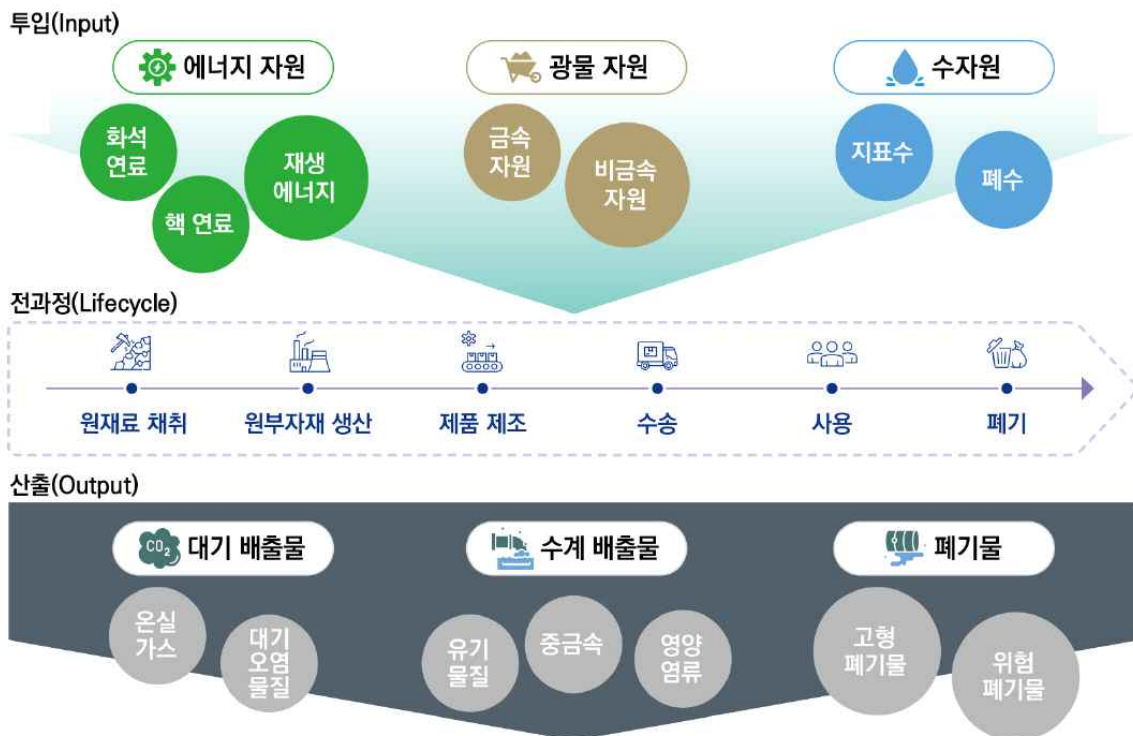 투입(Input)
에너지 자원
화석
연료
핵 연료
재생
에너지
광물 자원
금속
자원
비금속
자원
수자원
지표수
폐수
전과정(Lifecycle)
원재료 채취
원부자재 생산
제품 제조
수송
사용
폐기
산출(Output)
CO₂
대기 배출물
온실
가스
대기
오염
물질
수계 배출물
유기
물질
중금속
영양
염류
폐기물
고형
폐기물
위험
폐기물